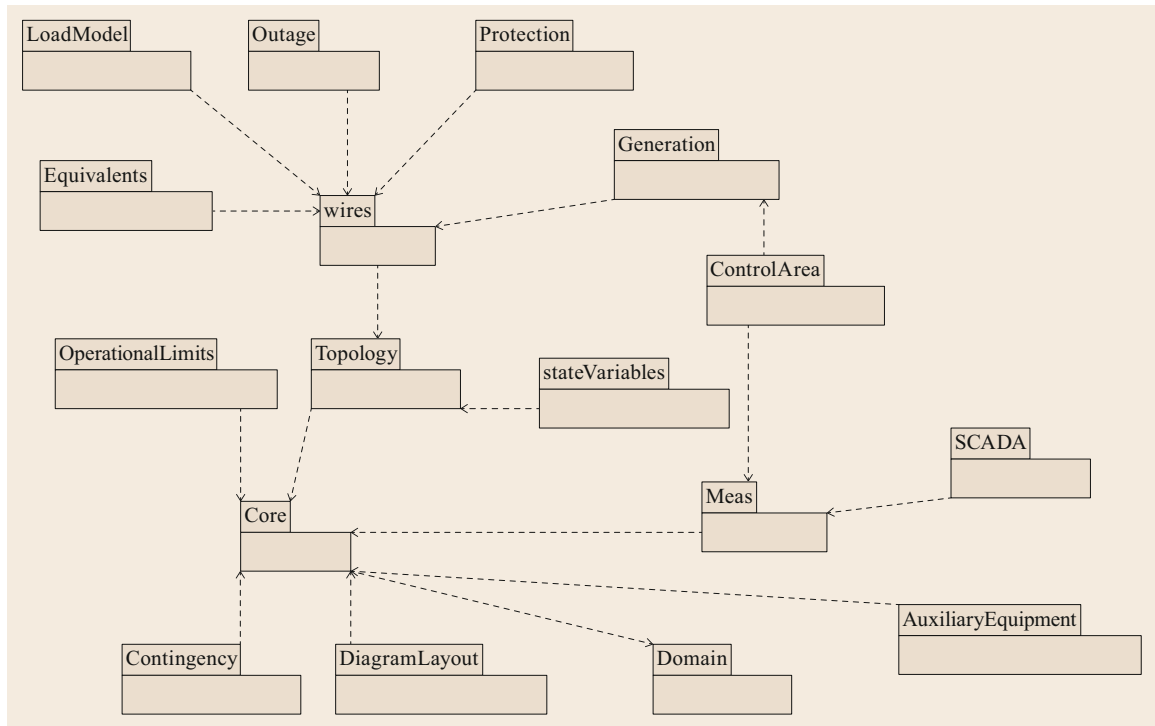 LoadModel
Outage
Protection
Generation
Equivalents
wires
ControlArea
OperationalLimits
Topology
stateVariables
SCADA
Meas
Core
AuxiliaryEquipment
Contingency
DiagramLayout
Domain